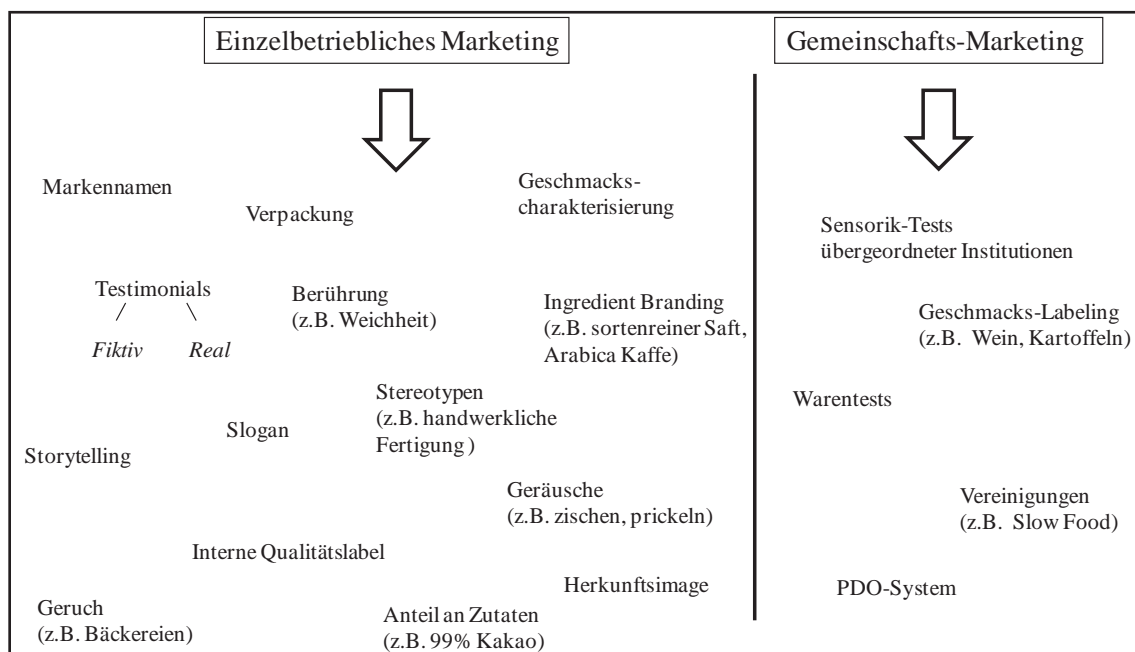 Einzelbetriebliches Marketing
Gemeinschafts-Marketing
Markennamen
Verpackung
Geschmacks-
charakterisierung
Testimonials
Fiktiv
Real
Berührung
(z.B. Weichheit)
Ingredient Branding
(z.B. sortenreiner Saft,
Arabica Kaffe)
Stereotypen
(z.B. handwerkliche
Fertigung )
Slogan
Storytelling
Geräusche
(z.B. zischen, prickeln)
Interne Qualitätslabel
Herkunftsimage
Geruch
(z.B. Bäckereien)
Anteil an Zutaten
(z.B. 99% Kakao)
Sensorik-Tests
übergeordneter Institutionen
Geschmacks-Labeling
(z.B. Wein, Kartoffeln)
Warentests
Vereinigungen
(z.B. Slow Food)
PDO-System